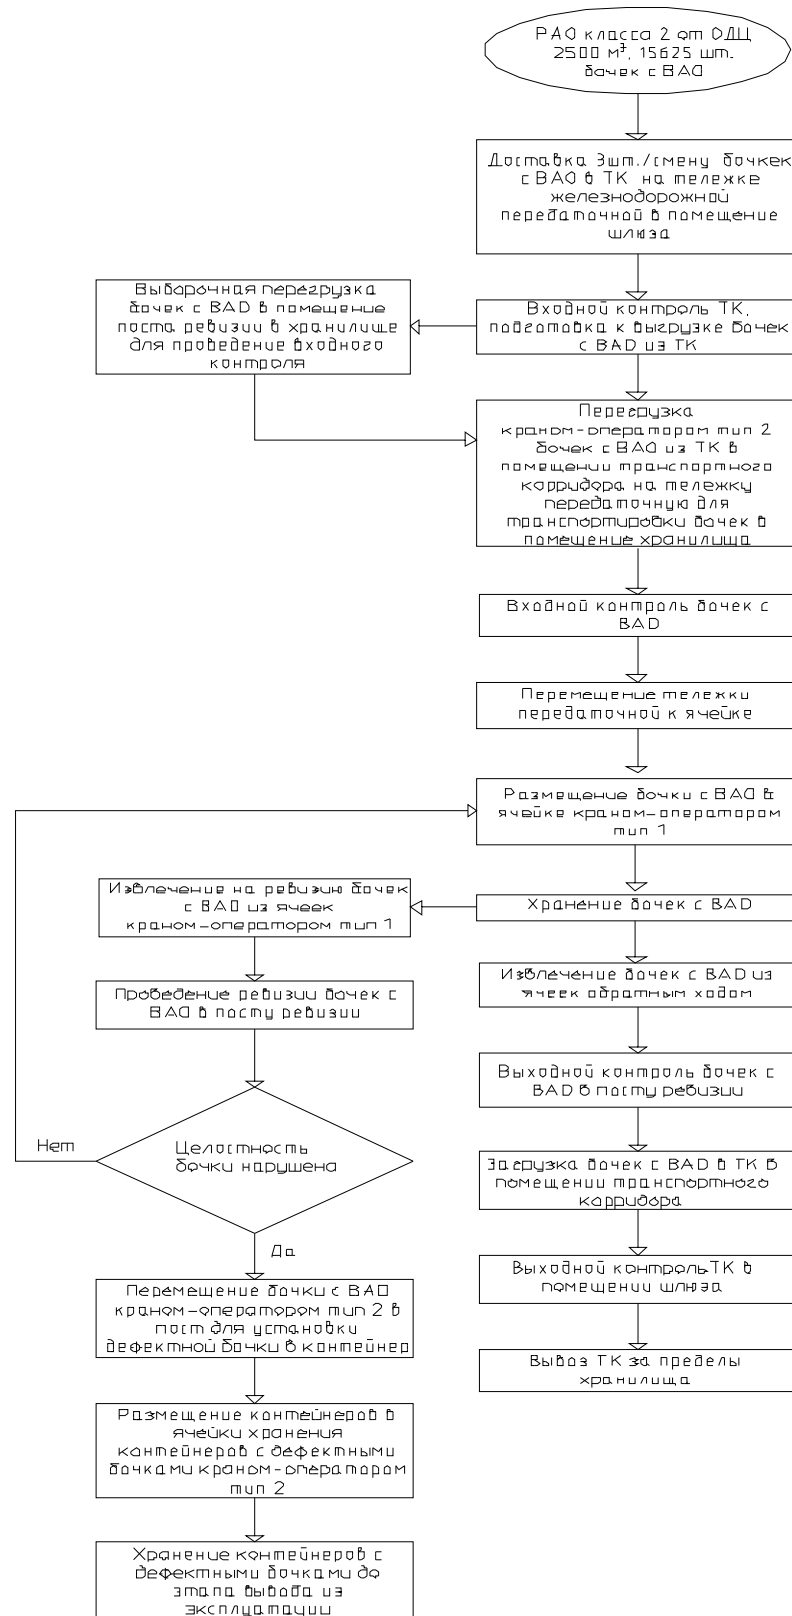 РАО класса 2 от ОДЦ
2500 м³, 15625 шт.
бочек с ВАО
Доставка 3шт./смену бочкек
с ВАО в ТК на тележке
железнодорожной
передаточной в помещение
шлюза
Входной контроль ТК,
подготовка к выгрузке бочек
с ВАО из ТК
Выборочная перегрузка
бочек с ВАО в помещение
поста ревизии в хранилище
для проведение входного
контроля
Перегрузка
краном-оператором тип 2
бочек с ВАО из ТК в
помещении транспортного
корридора на тележку
передаточную для
транспортировки бочек в
помещение хранилища
Входной контроль бочек с
ВАО
Перемещение тележки
передаточной к ячейке
Размещение бочки с ВАО в
ячейке краном-оператором
тип 1
Хранение бочек с ВАО
Извлечение на ревизию бочек
с ВАО из ячеек
краном-оператором тип 1
Проведение ревизии бочек с
ВАО в посту ревизии
Целостность
бочки нарушена
Нет
Да
Перемещение бочки с ВАО
краном-оператором тип 2 в
пост для установки
дефектной бочки в контейнер
Размещение контейнеров в
ячейки хранения
контейнеров с дефектными
бочками краном-оператором
тип 2
Хранение контейнеров с
дефектными бочками до
этапа вывода из
эксплуатации
Извлечение бочек с ВАО из
ячеек обратным ходом
Выходной контроль бочек с
ВАО в посту ревизии
Загрузка бочек с ВАО в ТК в
помещении транспортного
корридора
Выходной контроль ТК в
помещении шлюза
Вывоз ТК за пределы
хранилища